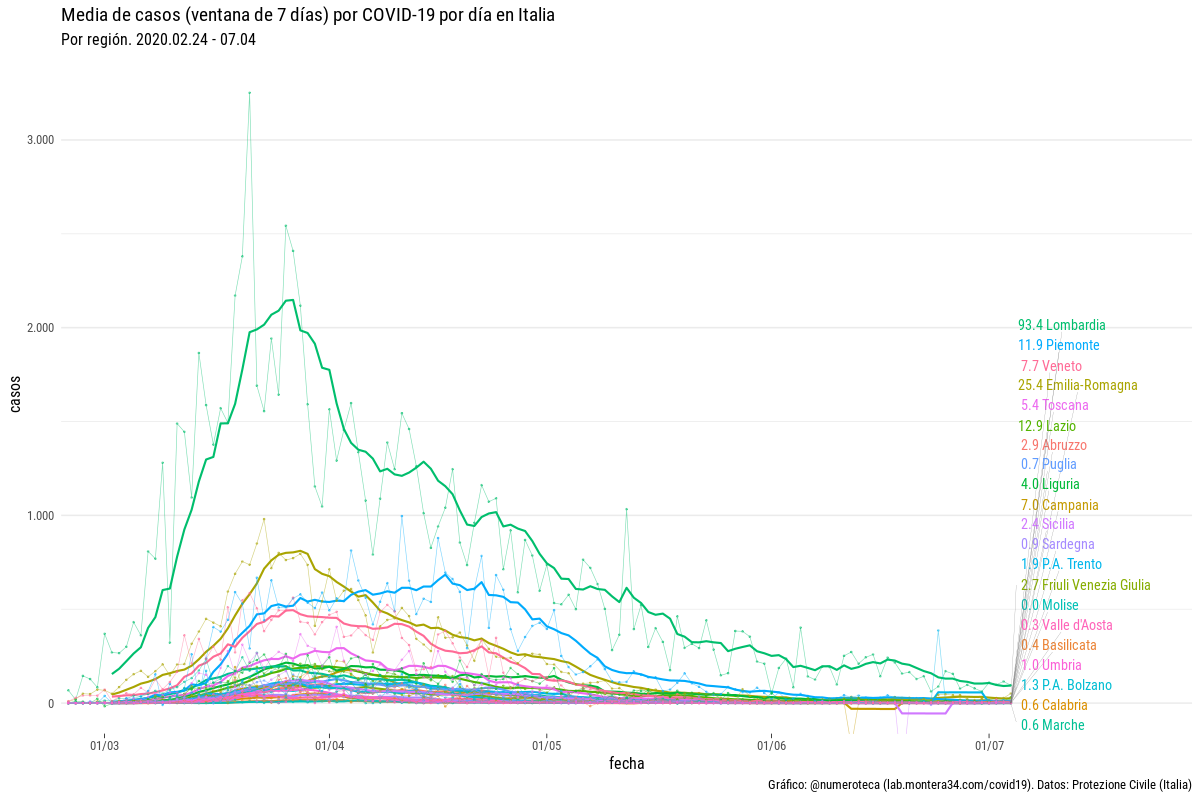 Media de casos (ventana de 7 días) por COVID-19 por día en Italia
Por región. 2020.02.24 - 07.04
3.000
2.000
1.000
0
casos
93.4 Lombardia
11.9 Piemonte
7.7 Veneto
25.4 Emilia-Romagna
5.4 Toscana
12.9 Lazio
2.9 Abruzzo
0.7 Puglia
4.0 Liguria
7.0 Campania
2.4 Sicilia
0.9 Sardegna
1.9 P.A. Trento
2.7 Friuli Venezia Giulia
0.0 Molise
0.3 Valle d'Aosta
0.4 Basilicata
1.0 Umbria
1.3 P.A. Bolzano
0.6 Calabria
0.6 Marche
01/03
01/04
01/05
01/06
01/07
fecha
Gráfico: @numeroteca (lab.montera34.com/covid19). Datos: Protezione Civile (Italia)